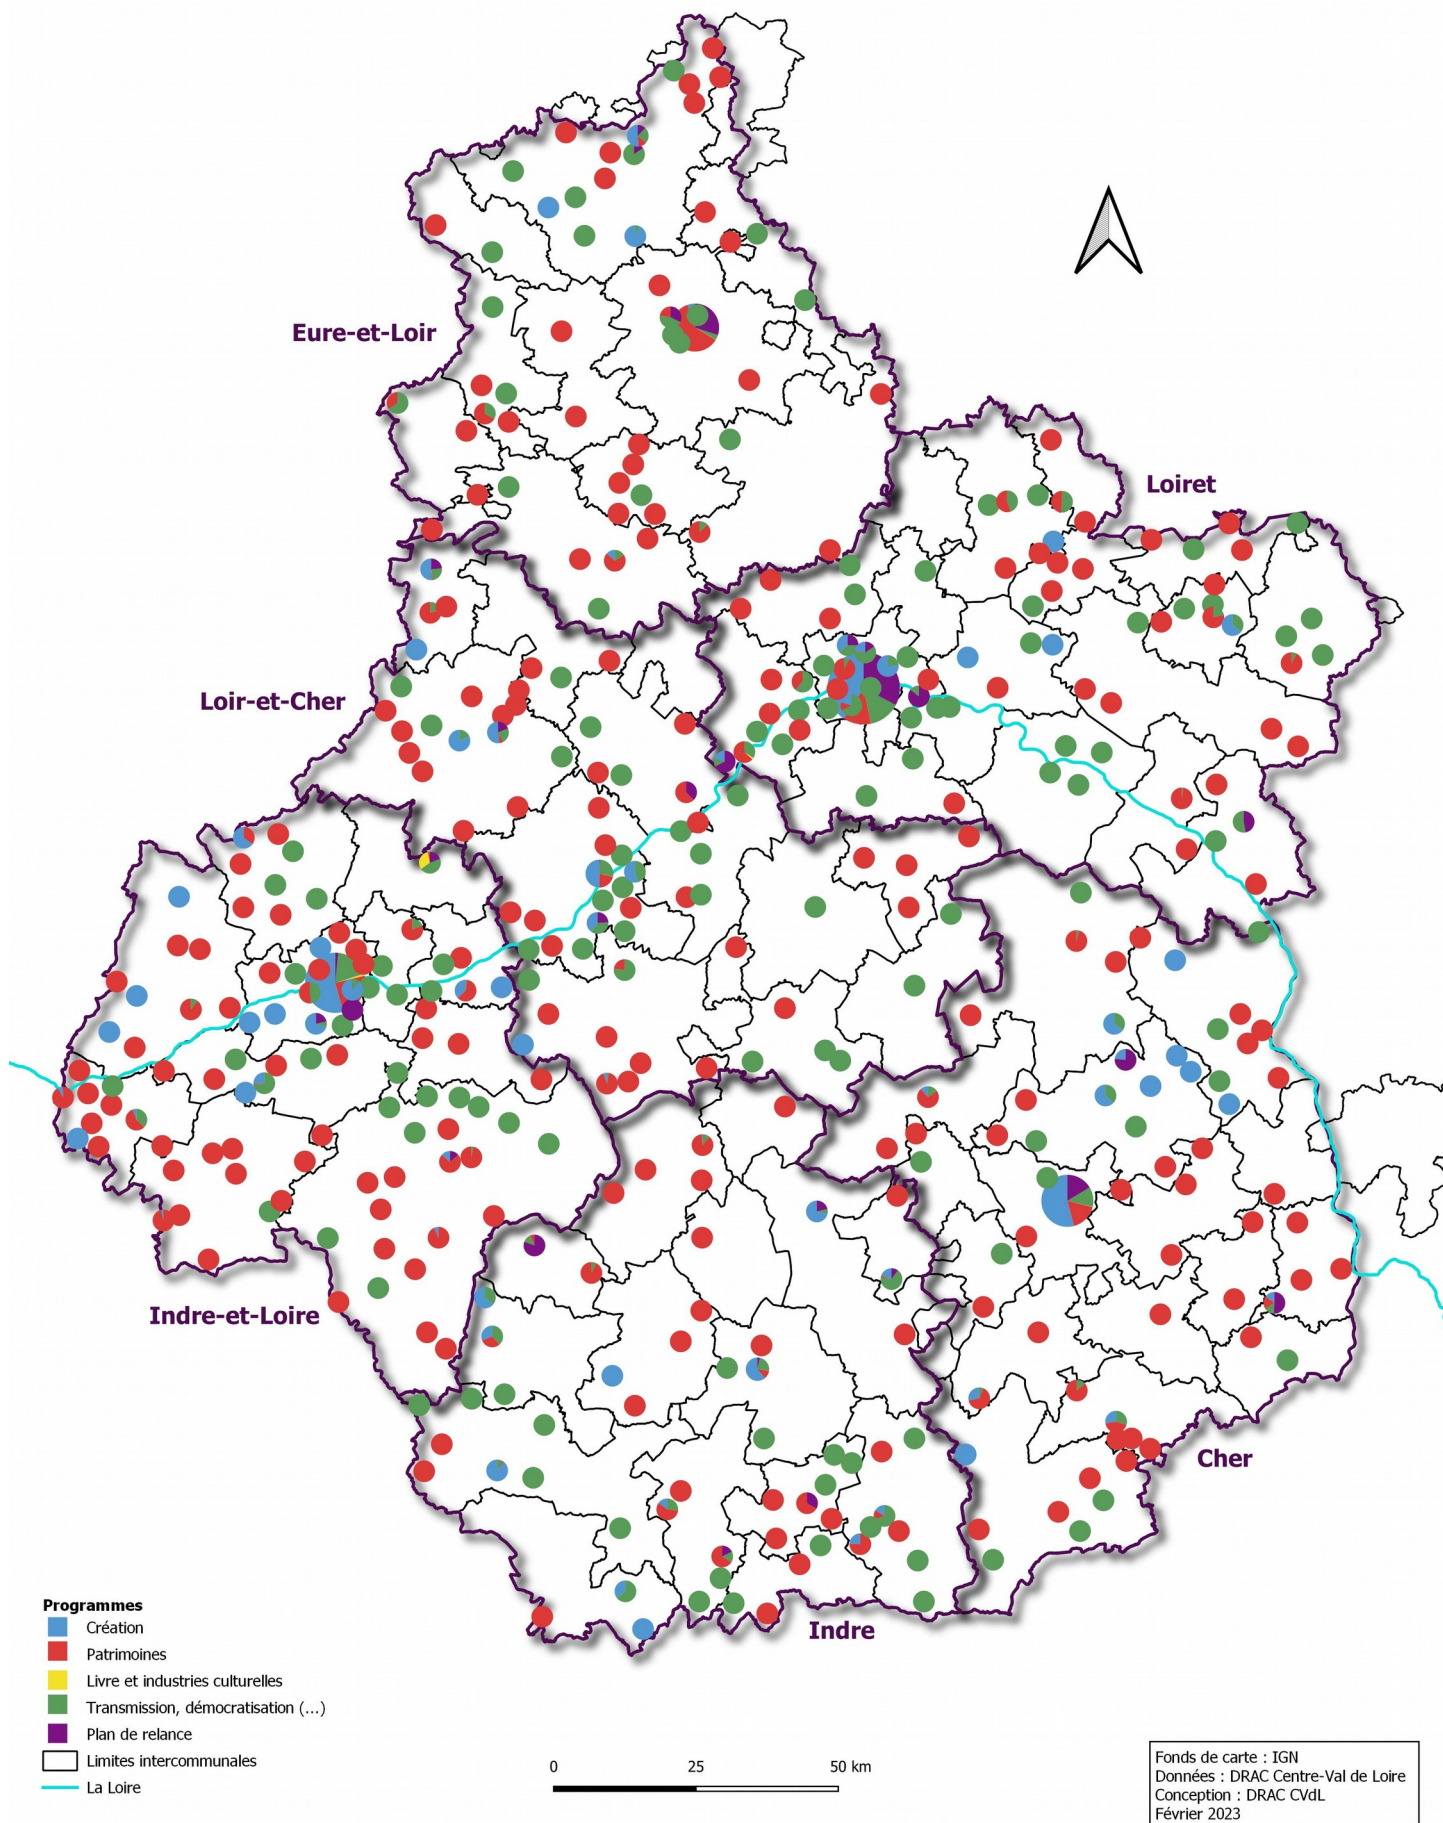 Eure-et-Loir
Loiret
Loir-et-Cher
Indre-et-Loire
Cher
Indre
Programmes
Création
Patrimoines
Livre et industries culturelles
Transmission, démocratisation (...)
Plan de relance
Limites intercommunales
La Loire
0 25 50 km
Fonds de carte : IGN
Données : DRAC Centre-Val de Loire
Conception : DRAC CVdL
Février 2023